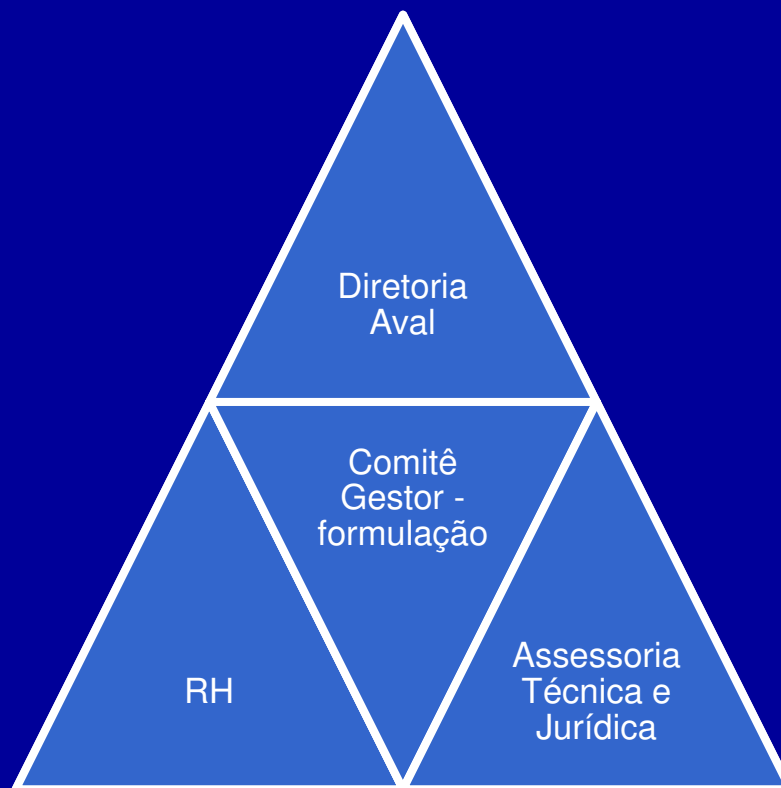 Diretoria
Aval
Comitê
Gestor -
formulação
RH
Assessoria
Técnica e
Jurídica